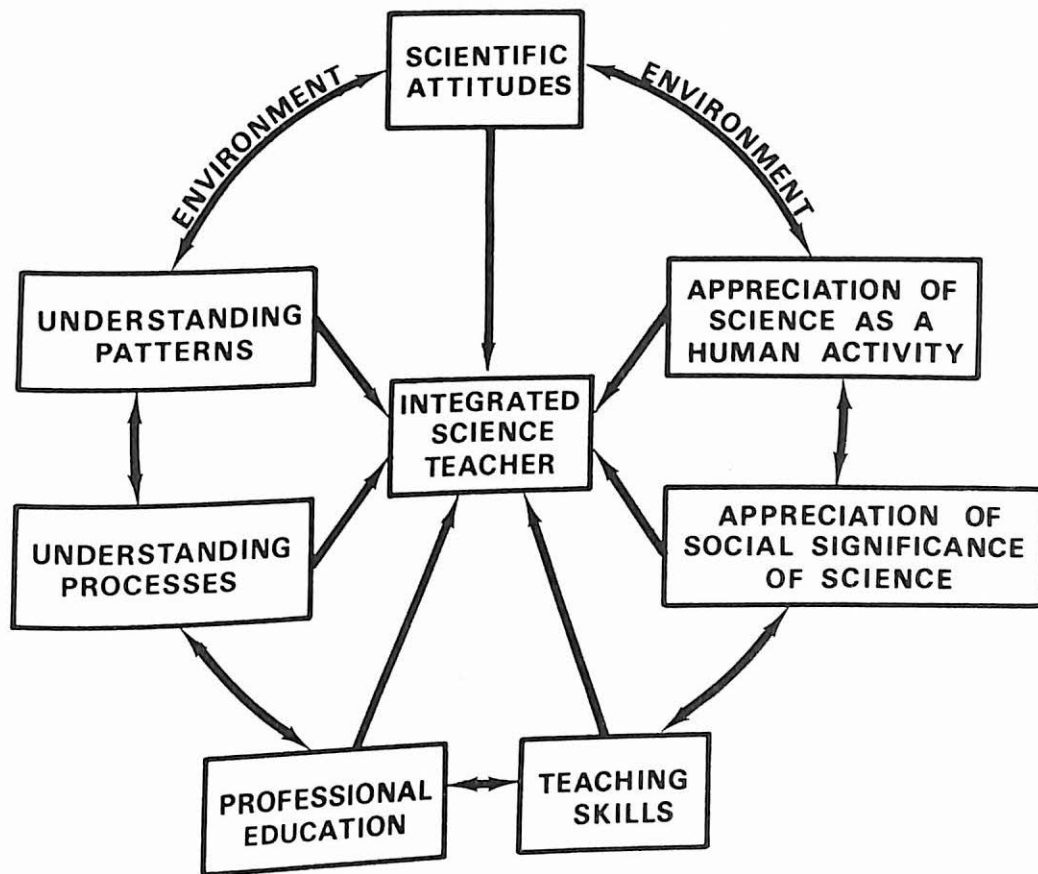 SCIENTIFIC
ATTITUDES
ENVIRONMENT
ENVIRONMENT
UNDERSTANDING
PATTERNS
APPRECIATION OF
SCIENCE AS A
HUMAN ACTIVITY
INTEGRATED
SCIENCE
TEACHER
UNDERSTANDING
PROCESSES
APPRECIATION OF
SOCIAL SIGNIFICANCE
OF SCIENCE
PROFESSIONAL
EDUCATION
TEACHING
SKILLS